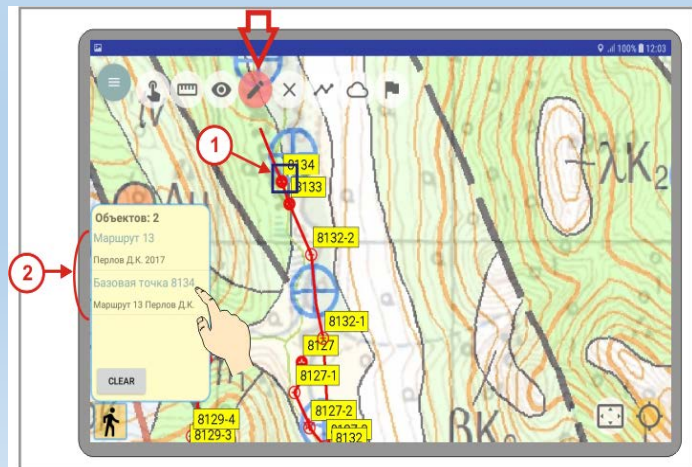 100% 12:03
1
8134
8133
Объектов: 2
Маршрут 13
8132-2
Перлов Д.К. 2017
2
Базовая точка 8134
Маршрут 13 Перлов Д.К.
8132-1
8127
8127-1
CLEAR
8127-2
8129-4
8129-3
8132
λK₂
βK